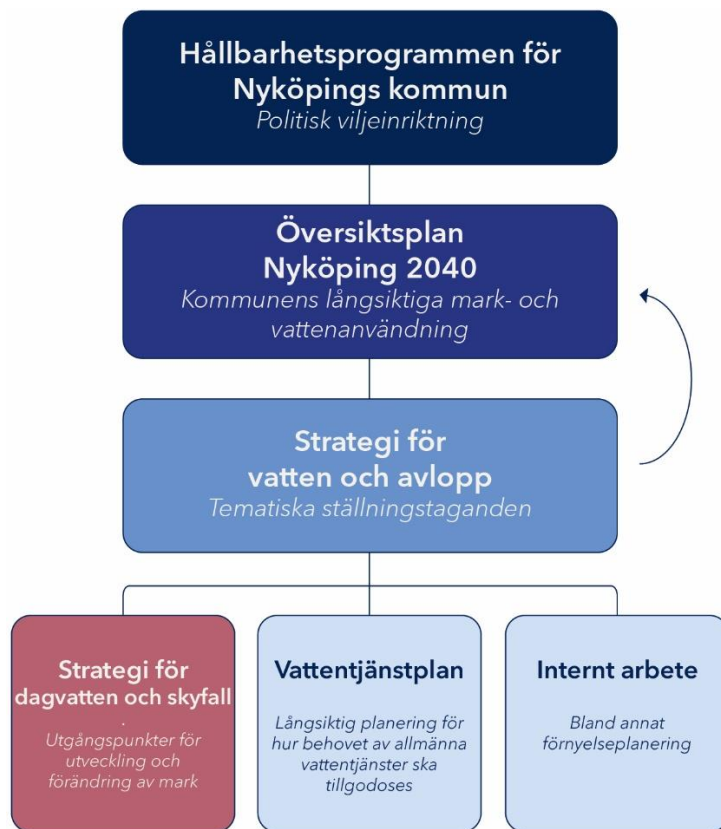 Hållbarhetsprogrammen för
Nyköpings kommun
Politisk viljeinriktning
Översiktsplan
Nyköping 2040
Kommunens långsiktiga mark- och
vattenanvändning
Strategi för
vatten och avlopp
Tematiska ställningstaganden
Strategi för
dagvatten och skyfall
.
Utgångspunkter för
utveckling och
förändring av mark
Vattentjänstplan
Långsiktig planering för
hur behovet av allmänna
vattentjänster ska
tillgodoses
Internt arbete
Bland annat
förnyelseplanering